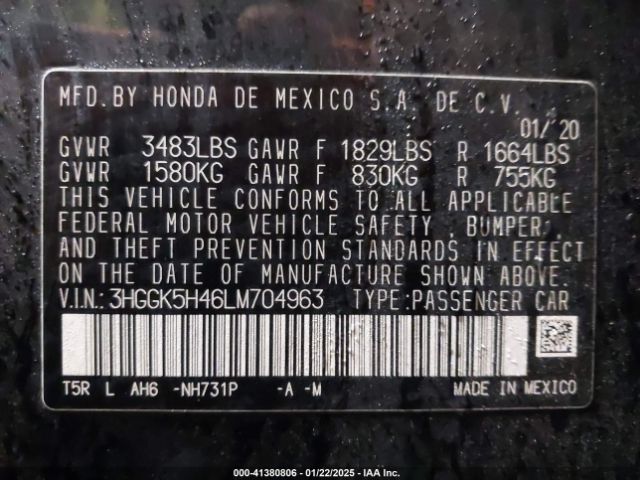 MFD. BY HONDA DE MEXICO S.A. DE C.V.
01/20
GVWR 3483LBS GAWR F 1829LBS R 1664LBS
GVWR 1580KG GAWR F 830KG R 755KG
THIS VEHICLE CONFORMS TO ALL APPLICABLE
FEDERAL MOTOR VEHICLE SAFETY , BUMPER,
AND THEFT PREVENTION STANDARDS IN EFFECT
ON THE DATE OF MANUFACTURE SHOWN ABOVE.
V.I.N.: 3HGGK5H46LM704963 TYPE: PASSENGER CAR
T5R L AH6 -NH731P -A -M MADE IN MEXICO
000-41380806 - 01/22/2025 - IAA Inc.